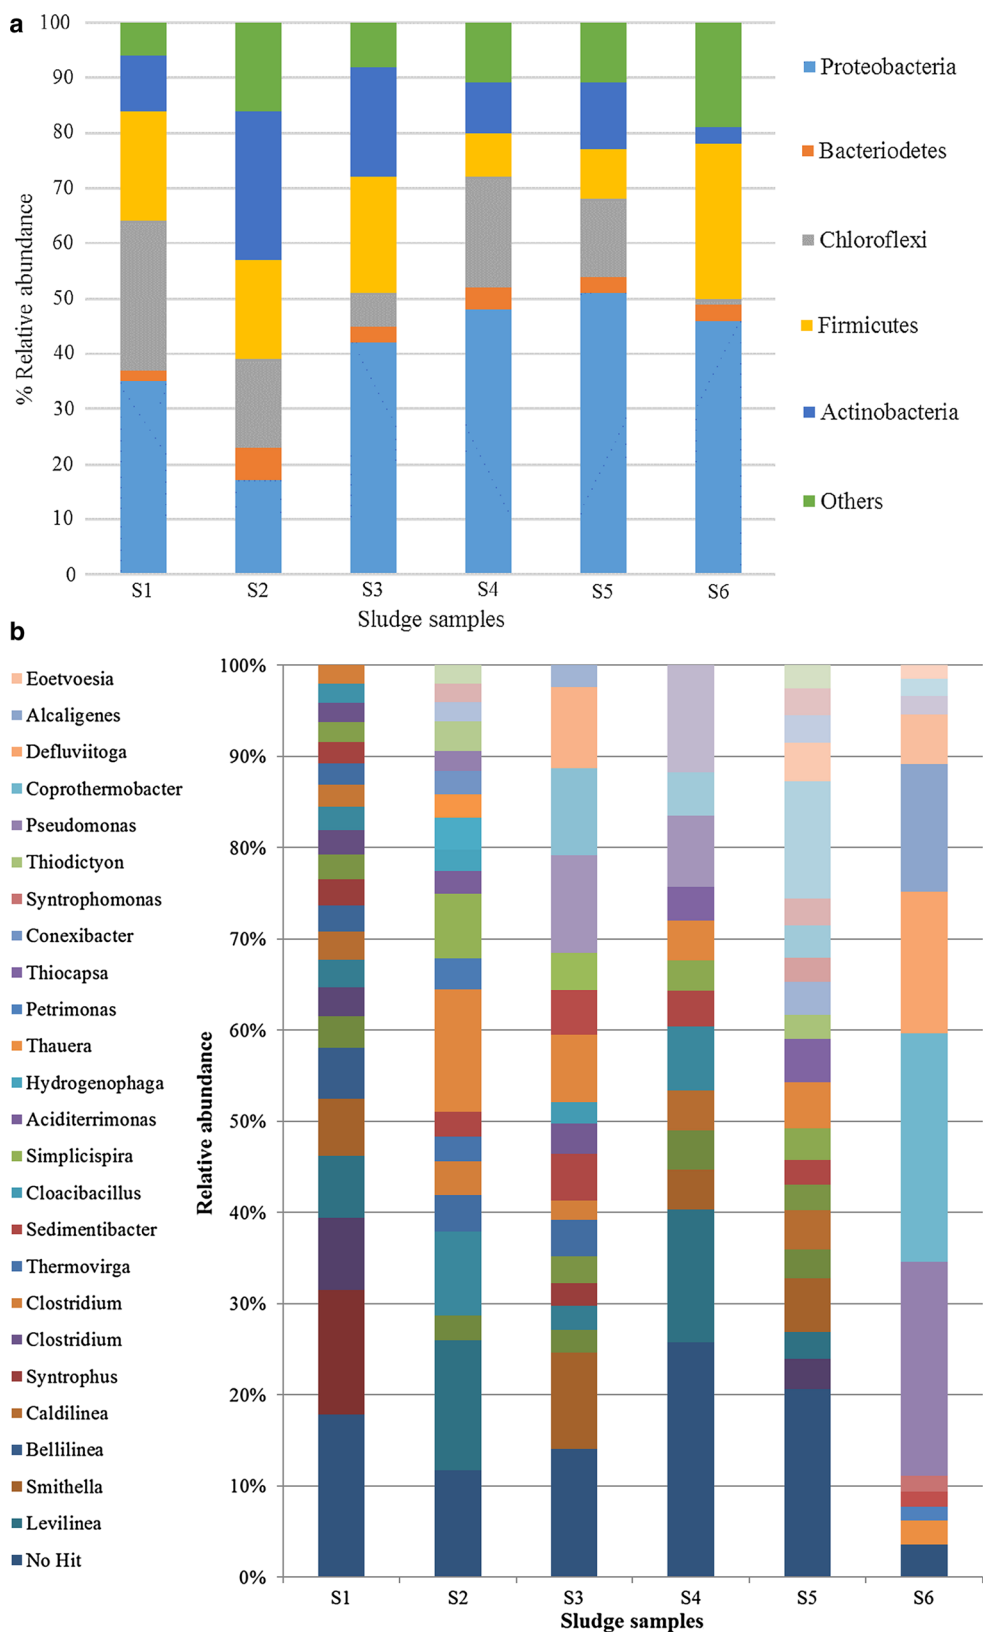 a
100
90
80
70
60
50
40
30
20
10
0
% Relative abundance
S1 S2 S3 S4 S5 S6
Sludge samples
Proteobacteria
Bacteriodetes
Chloroflexi
Firmicutes
Actinobacteria
Others
b
Eoetvoesia
Alcaligenes
Defluviitoga
Coprothermobacter
Pseudomonas
Thiodictyon
Syntrophomonas
Conexibacter
Thiocapsa
Petrimonas
Thauera
Hydrogenophaga
Aciditerrimonas
Simplicispira
Cloacibacillus
Sedimentibacter
Thermovirga
Clostridium
Clostridium
Syntrophus
Caldilinea
Bellilinea
Smithella
Levilinea
No Hit
Relative abundance
100%
90%
80%
70%
60%
50%
40%
30%
20%
10%
0%
S1 S2 S3 S4 S5 S6
Sludge samples